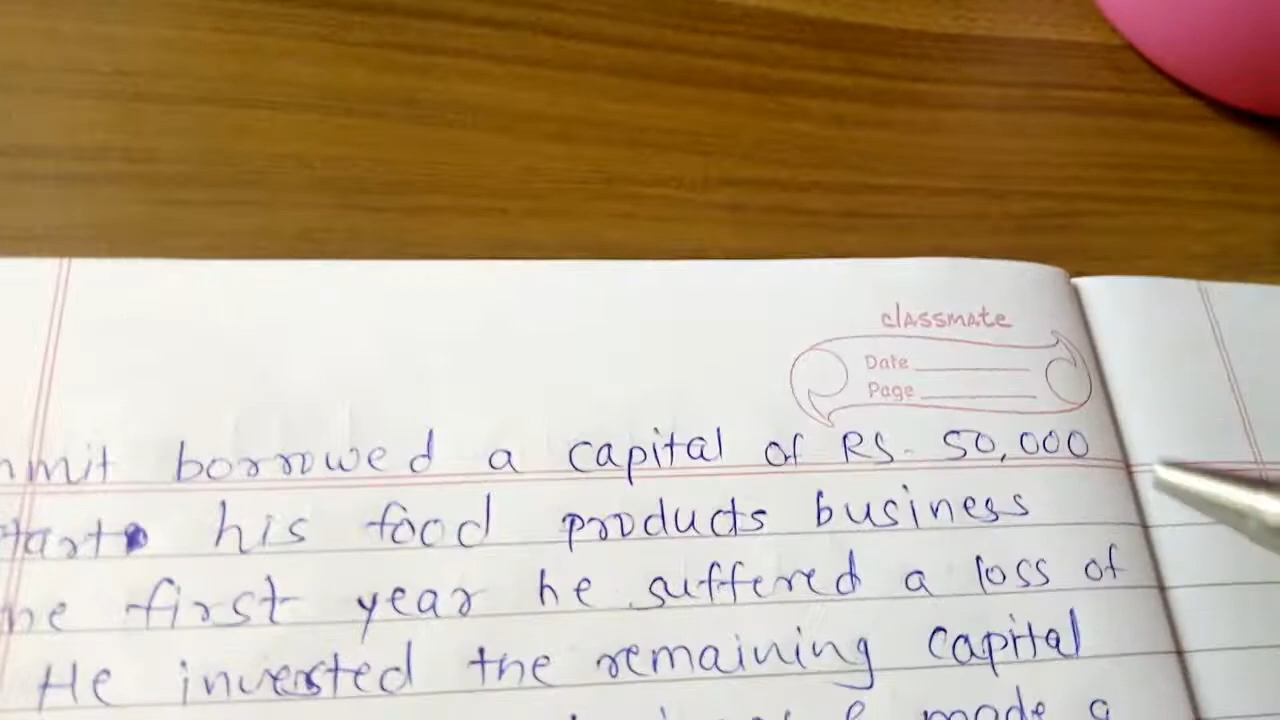 classmate
Date
Page
mit borrowed a capital of RS. 50,000
start his food products business
he first year he suffered a loss of
He invested the remaining capital
made a